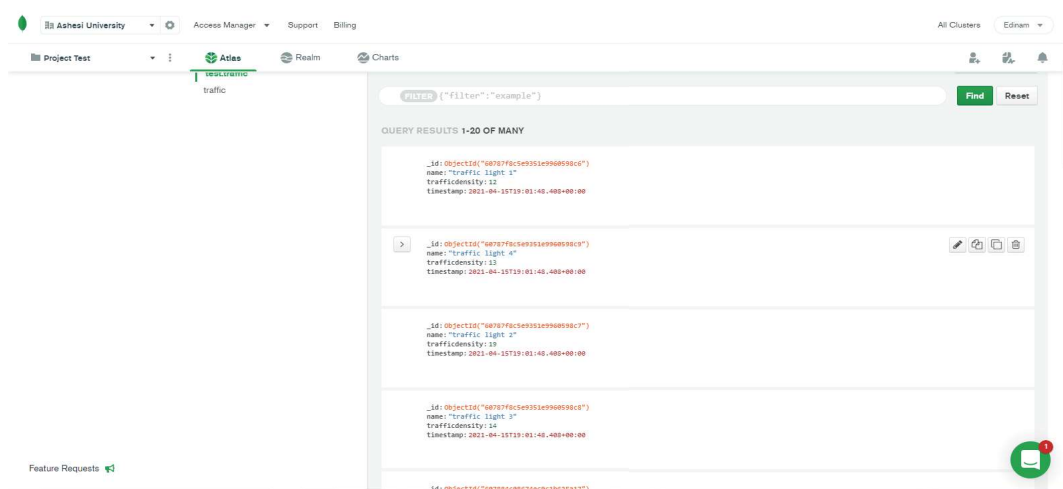 Ashesi University
Access Manager
Support
Billing
All Clusters
Edinam
Project Test
Atlas
Realm
Charts
test.traffic
traffic
FILTER {"filter":"example"}
Find
Reset
QUERY RESULTS 1-20 OF MANY
_id: ObjectId("60787f8c5e9351e9960598c6")
name: "traffic light 1"
trafficdensity: 12
timestamp: 2021-04-15T19:01:48.408+00:00
_id: ObjectId("60787f8c5e9351e9960598c9")
name: "traffic light 4"
trafficdensity: 13
timestamp: 2021-04-15T19:01:48.408+00:00
_id: ObjectId("60787f8c5e9351e9960598c7")
name: "traffic light 2"
trafficdensity: 19
timestamp: 2021-04-15T19:01:48.408+00:00
_id: ObjectId("60787f8c5e9351e9960598c8")
name: "traffic light 3"
trafficdensity: 14
timestamp: 2021-04-15T19:01:48.408+00:00
Feature Requests
1